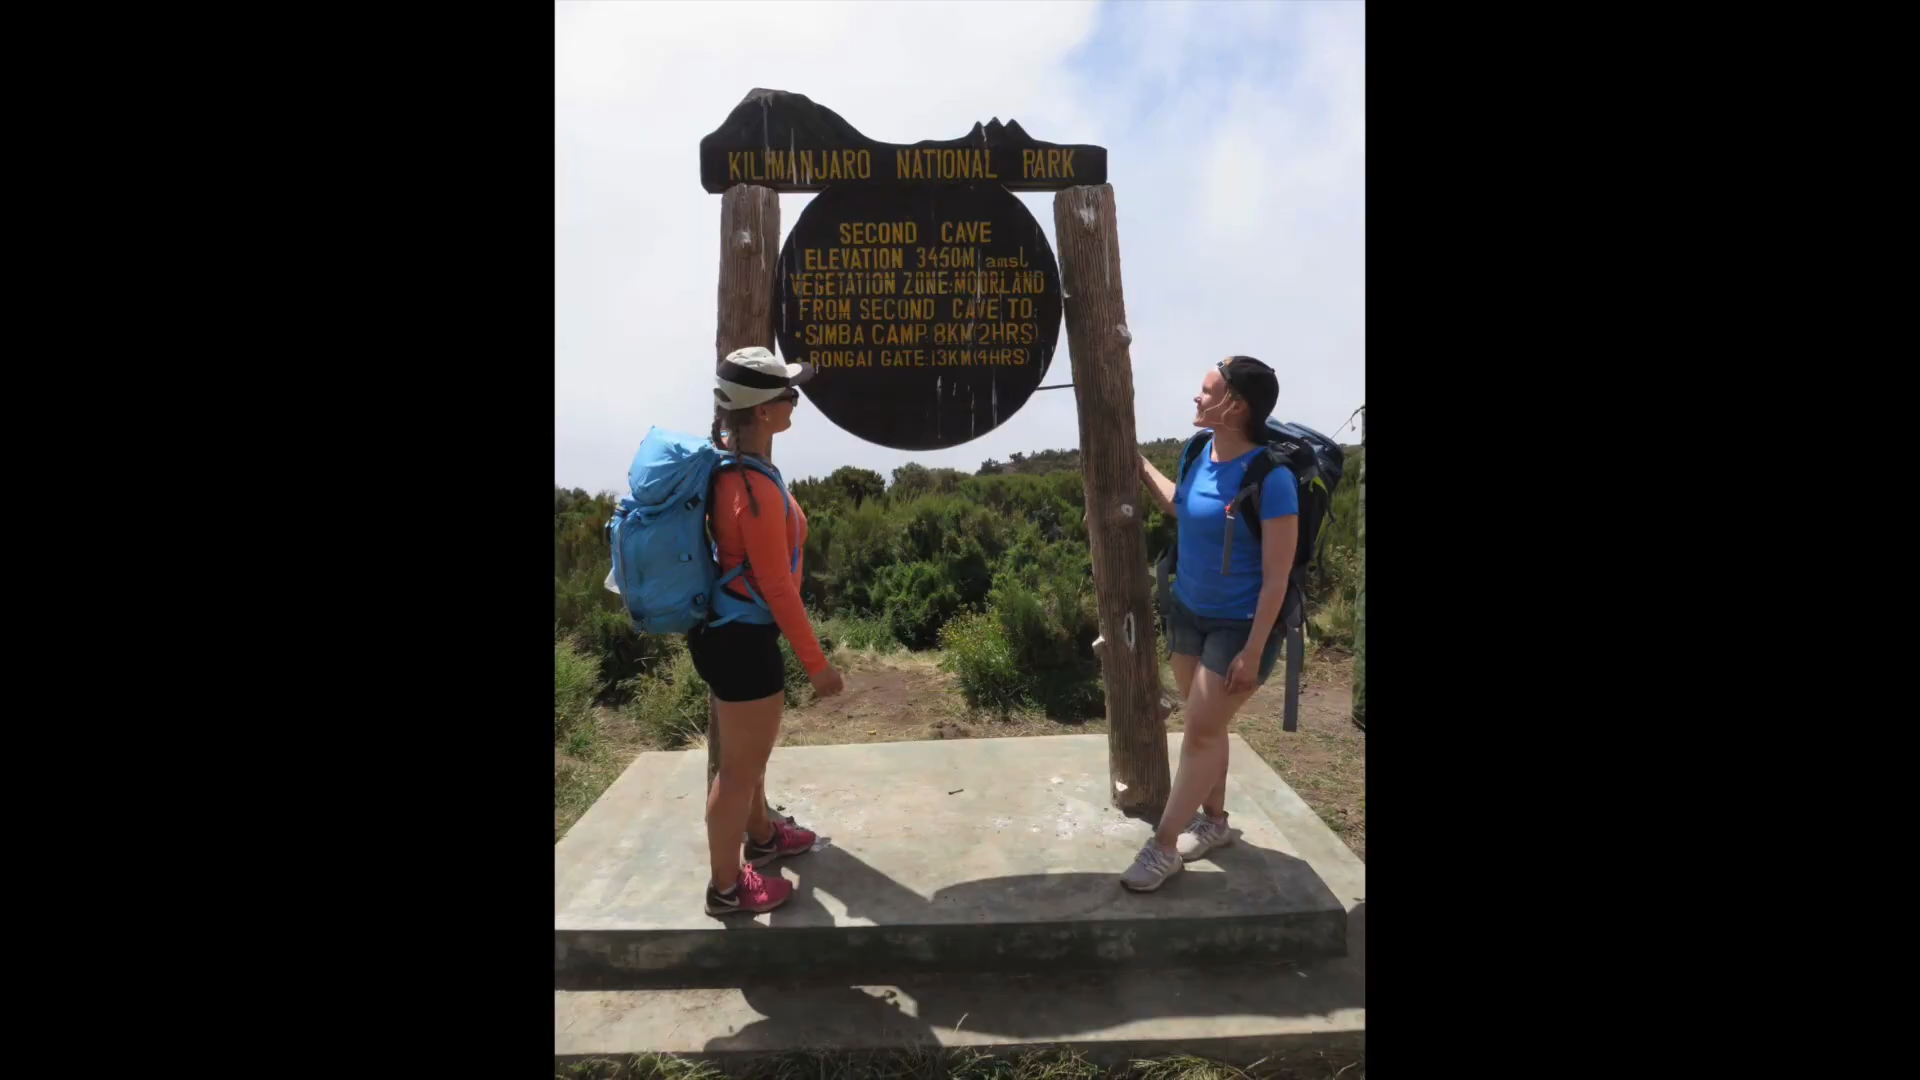 KILIMANJARO NATIONAL PARK
SECOND CAVE
ELEVATION 3450M amsl
VEGETATION ZONE:MOORLAND
FROM SECOND CAVE TO:
• SIMBA CAMP:8KM(2HRS)
• RONGAI GATE:13KM(4HRS)